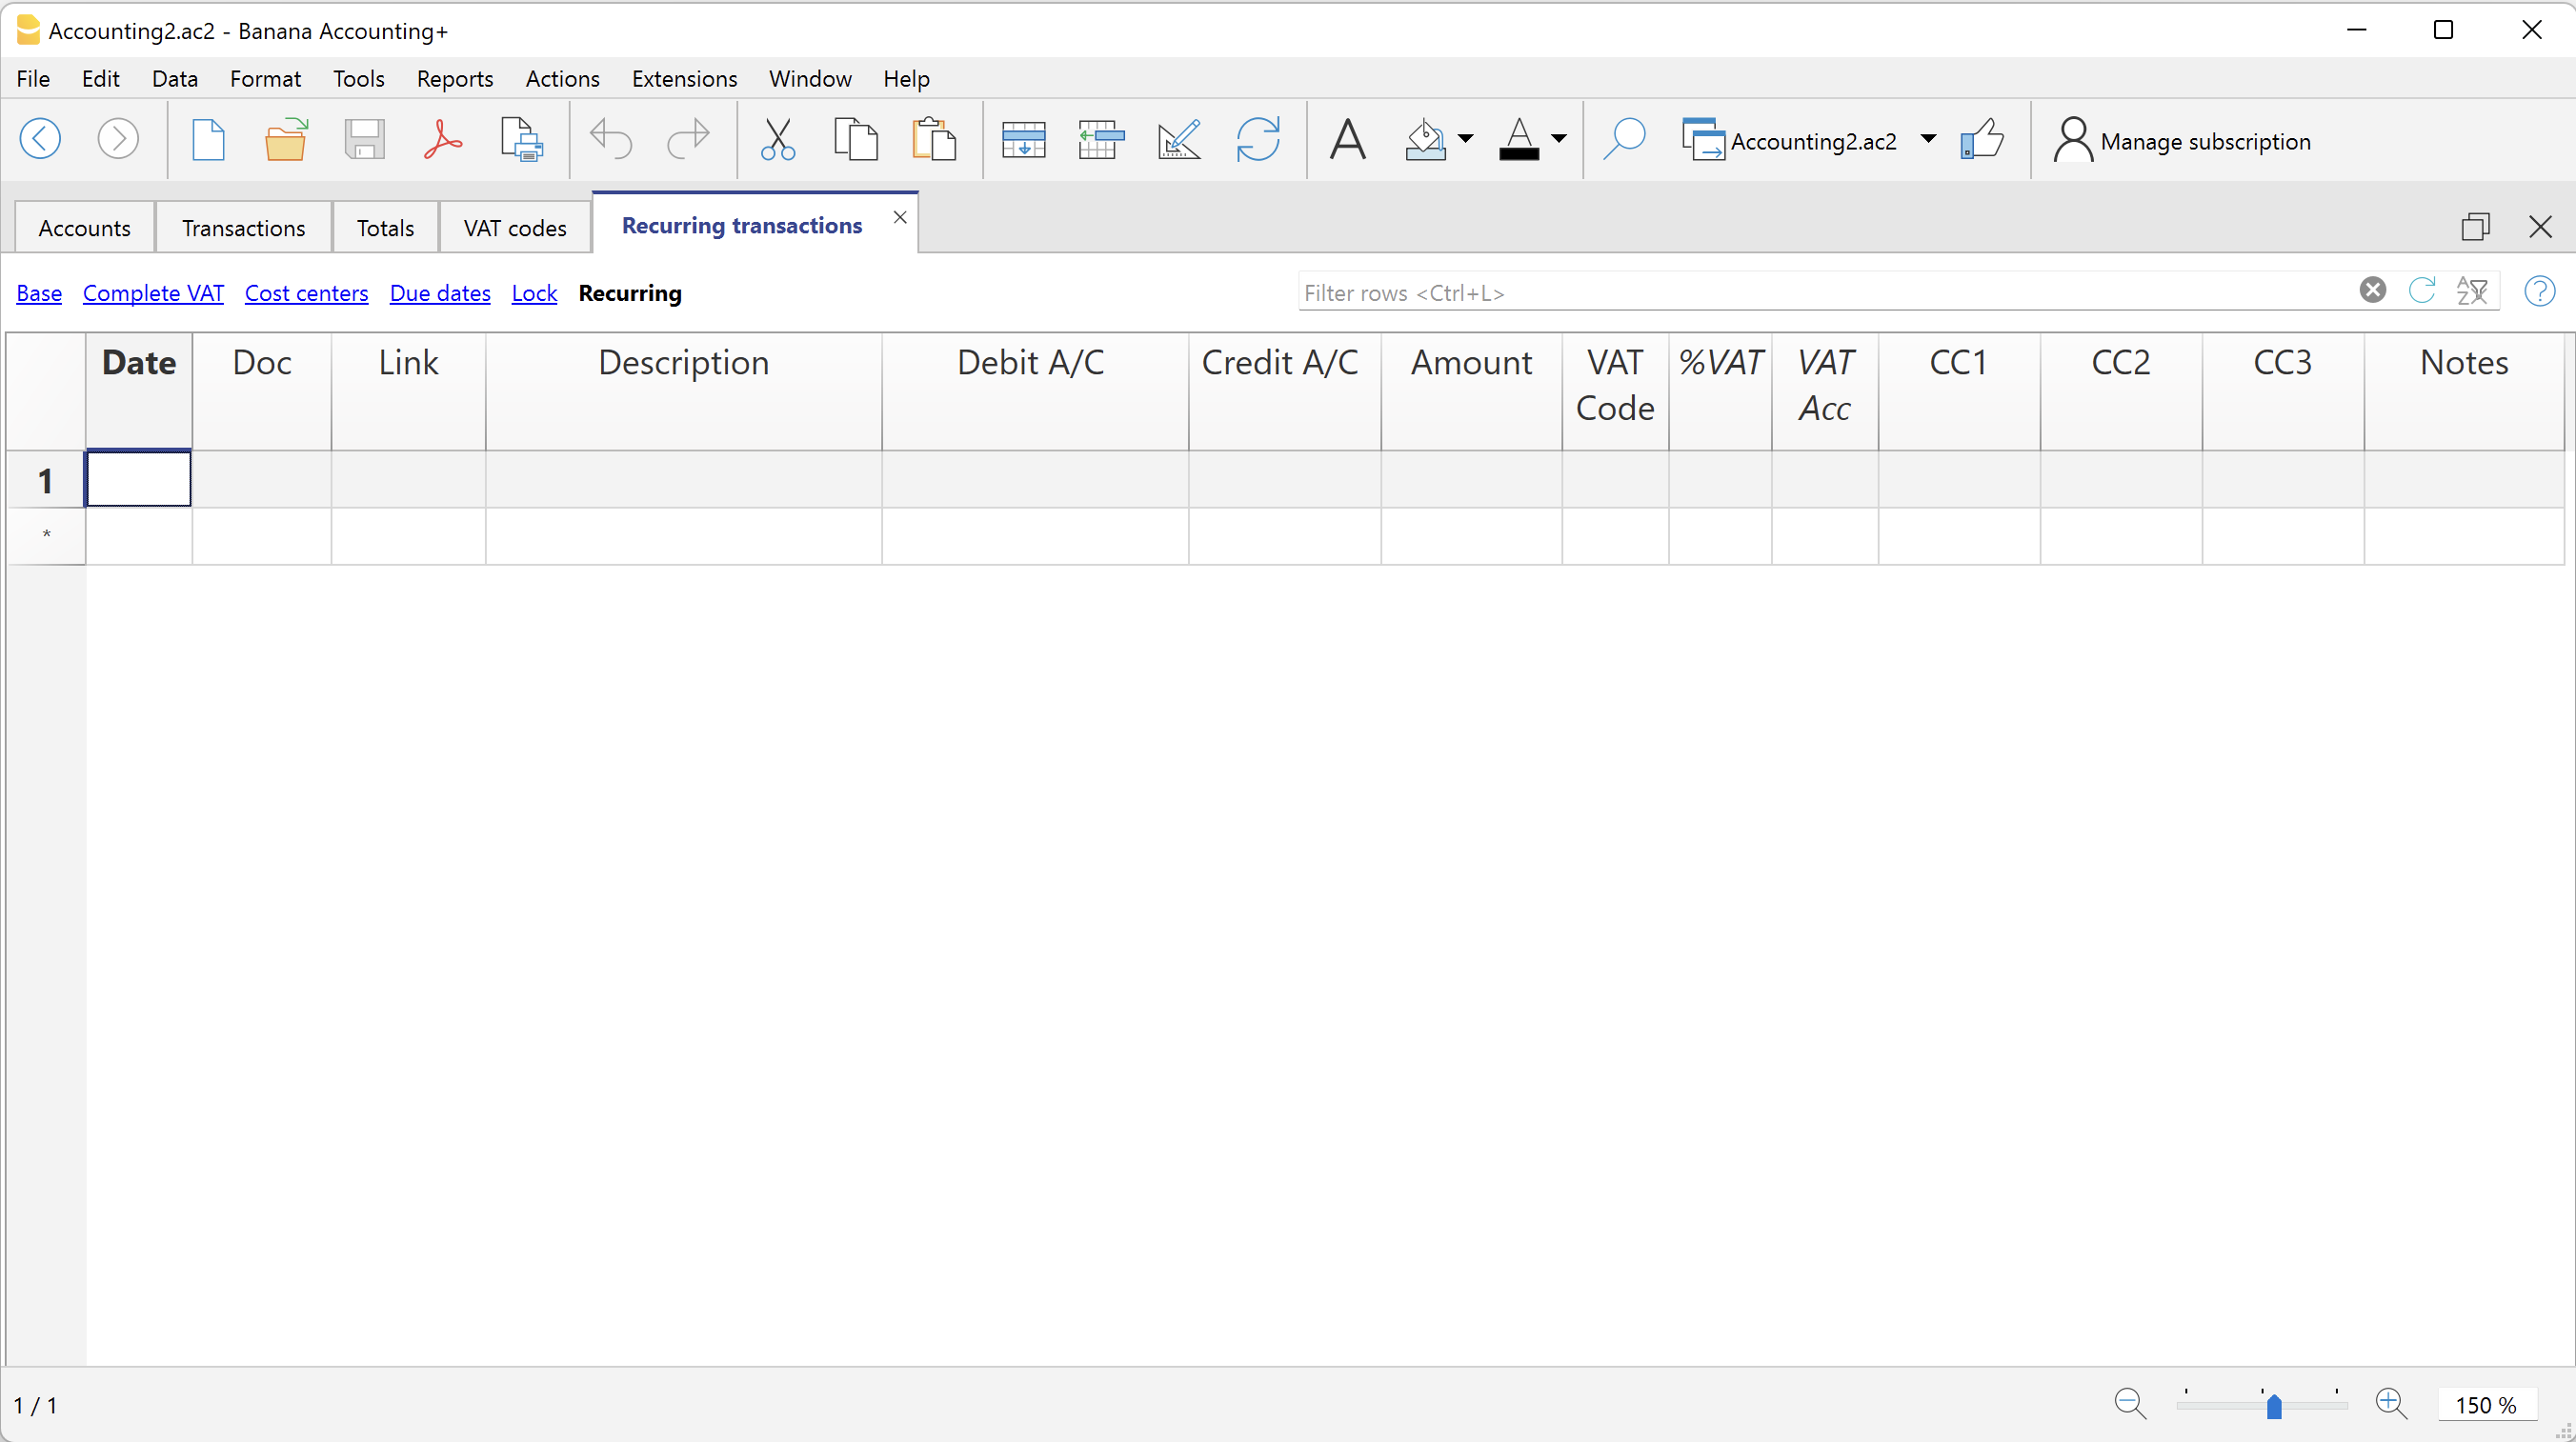 Accounting2.ac2 - Banana Accounting+
File Edit Data Format Tools Reports Actions Extensions Window Help
Accounting2.ac2 Manage subscription
Accounts Transactions Totals VAT codes Recurring transactions
Base Complete VAT Cost centers Due dates Lock Recurring Filter rows <Ctrl+L>
Date Doc Link Description Debit A/C Credit A/C Amount VAT Code %VAT VAT Acc CC1 CC2 CC3 Notes
1
*
1 / 1 150 %